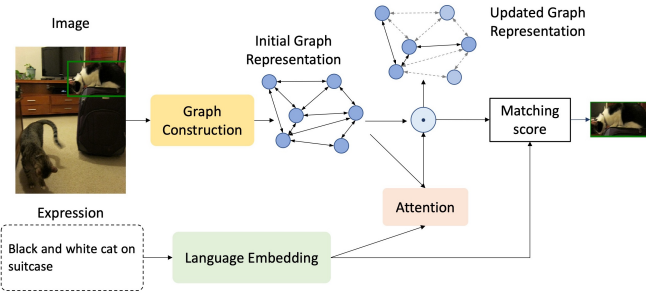 Image
Initial Graph
Representation
Updated Graph
Representation
Graph
Construction
Matching
score
Attention
Expression
Black and white cat on
suitcase
Language Embedding